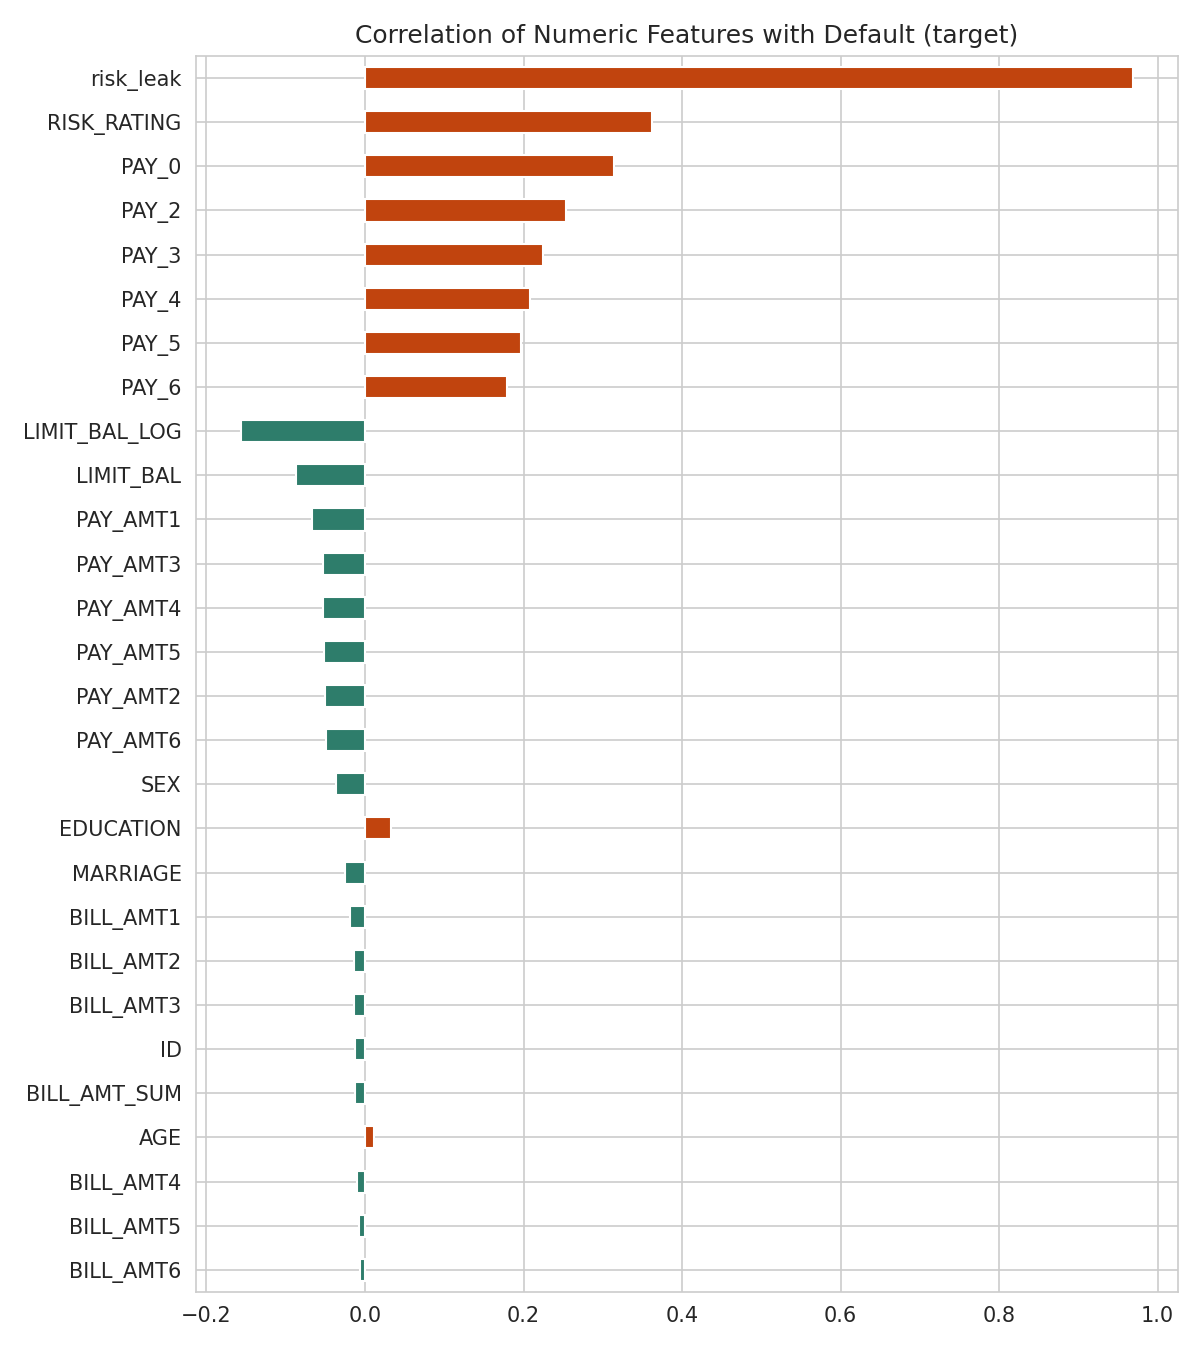 Correlation of Numeric Features with Default (target)
risk_leak
RISK_RATING
PAY_0
PAY_2
PAY_3
PAY_4
PAY_5
PAY_6
LIMIT_BAL_LOG
LIMIT_BAL
PAY_AMT1
PAY_AMT3
PAY_AMT4
PAY_AMT5
PAY_AMT2
PAY_AMT6
SEX
EDUCATION
MARRIAGE
BILL_AMT1
BILL_AMT2
BILL_AMT3
ID
BILL_AMT_SUM
AGE
BILL_AMT4
BILL_AMT5
BILL_AMT6
−0.2 0.0 0.2 0.4 0.6 0.8 1.0